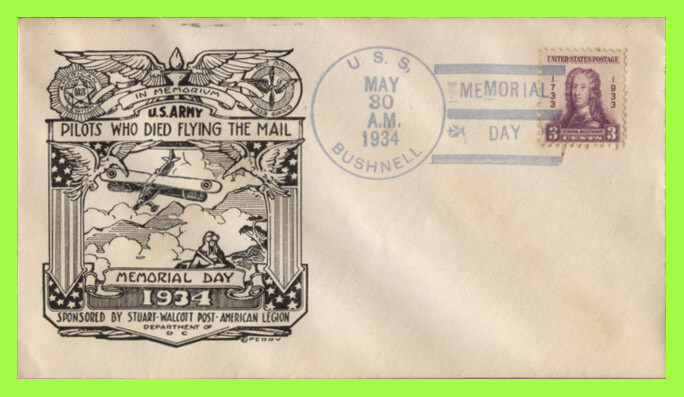 IN MEMORIUM
U.S. ARMY
PILOTS WHO DIED FLYING THE MAIL
MEMORIAL DAY
1934
SPONSORED BY STUART-WALCOTT POST-AMERICAN LEGION
DEPARTMENT OF
D C
©PERRY
U. S. S.
MAY
30
A.M.
1934
BUSHNELL
MEMORIAL
DAY
UNITED STATES POSTAGE
1733
1933
3 3
CENTS